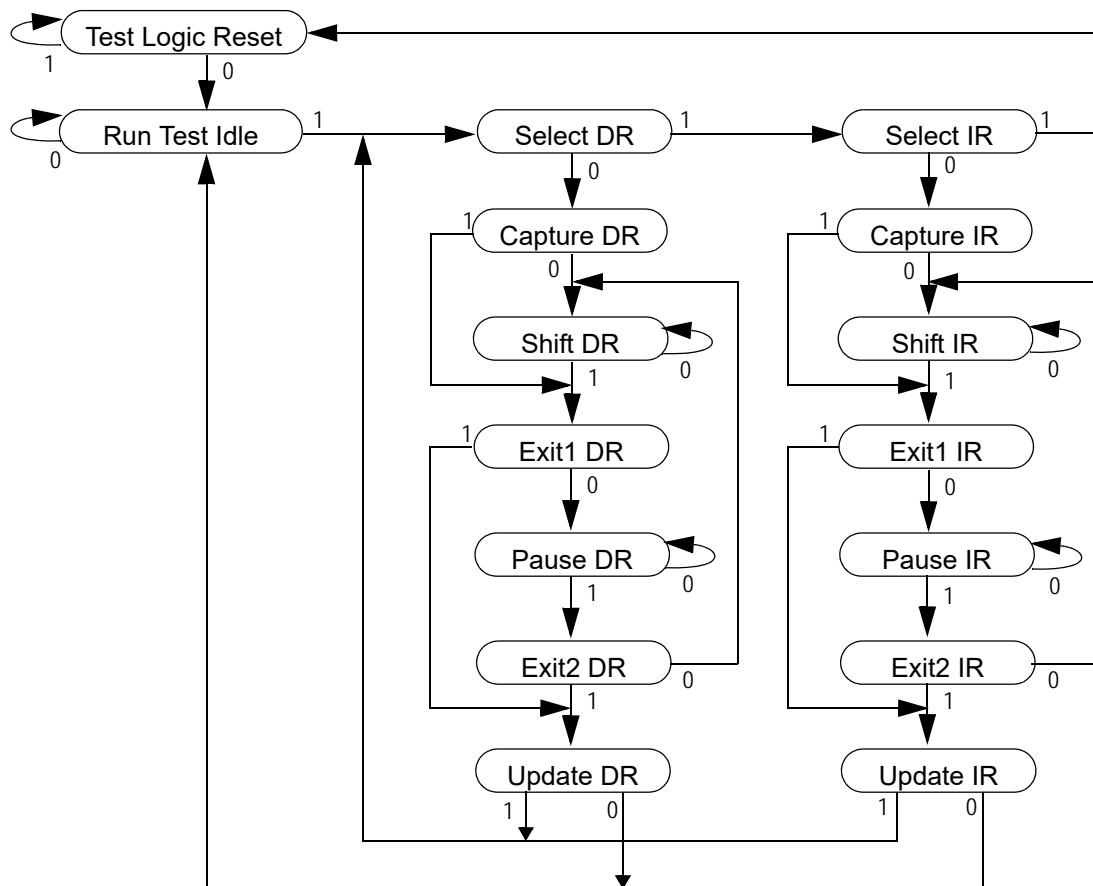 Test Logic Reset
1
0
Run Test Idle
1
Select DR
1
Select IR
1
0
0
0
1
Capture DR
1
Capture IR
0
0
Shift DR
Shift IR
0
0
1
1
1
Exit1 DR
1
Exit1 IR
0
0
Pause DR
Pause IR
0
0
1
1
Exit2 DR
Exit2 IR
0
0
1
1
Update DR
Update IR
1
0
1
0